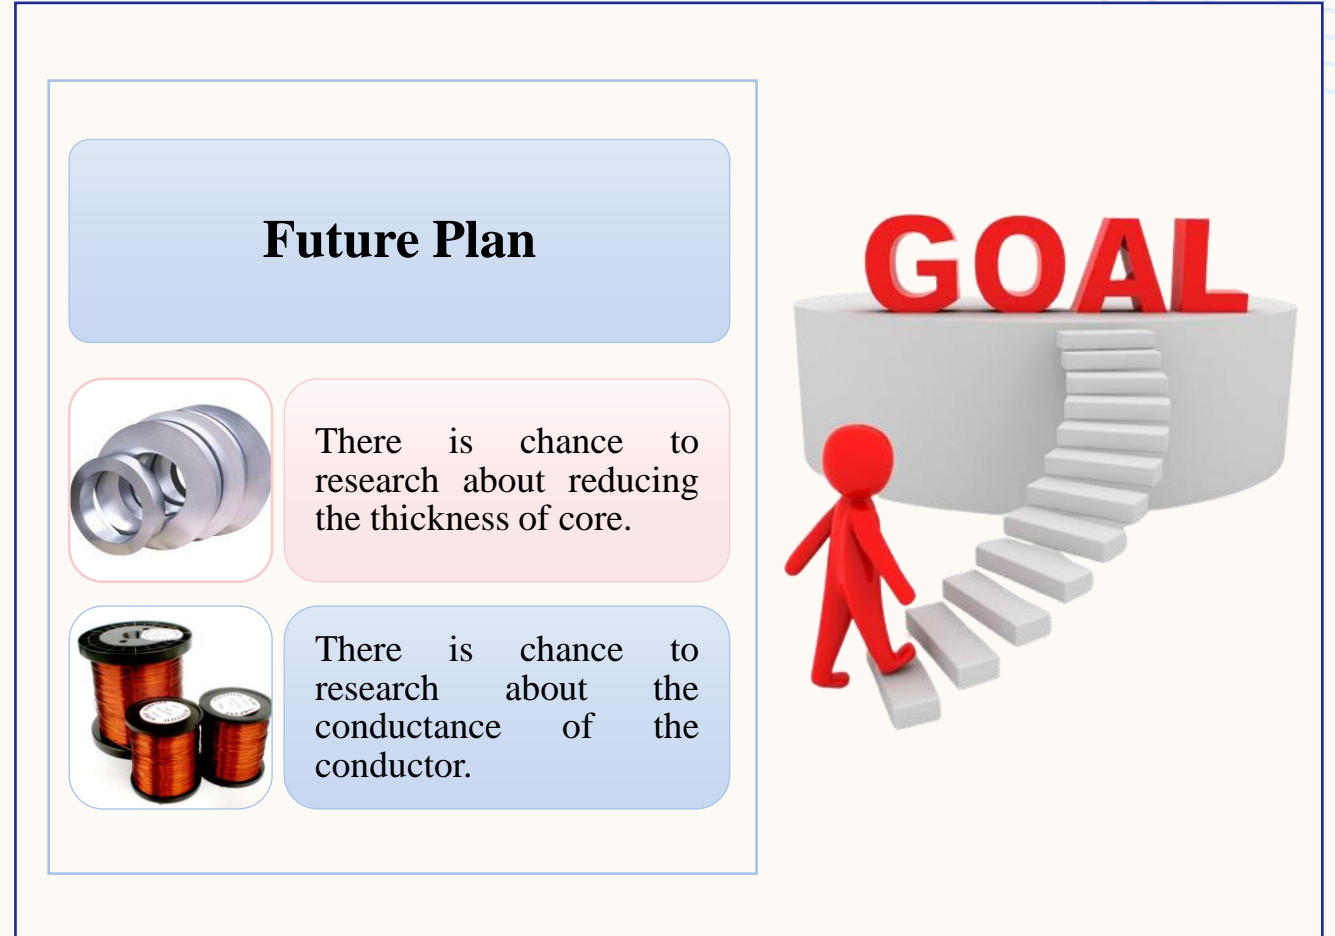 Future Plan
There is chance to
research about reducing
the thickness of core.
There is chance to
research about the
conductance of the
conductor.
GOAL